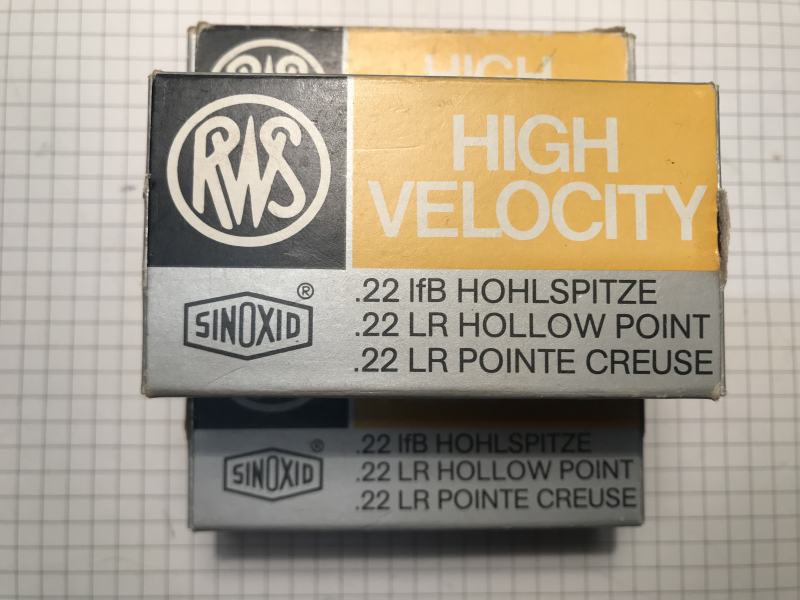 HIGH
RWS
HIGH
VELOCITY
SINOXID ®
.22 lfB HOHLSPITZE
.22 LR HOLLOW POINT
.22 LR POINTE CREUSE
SINOXID ®
.22 lfB HOHLSPITZE
.22 LR HOLLOW POINT
.22 LR POINTE CREUSE